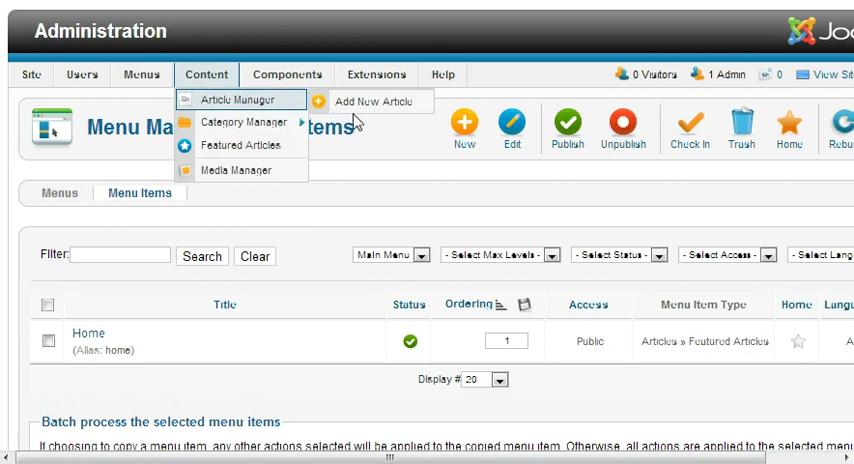 Administration
Site Users Menus Content Components Extensions Help 0 Visitors 1 Admin 0 View Sit
Article Manager Add New Article
Category Manager
Featured Articles
Media Manager
Menu Ma tems
New Edit Publish Unpublish Check In Trash Home Rebu
Menus Menu Items
Filter: Search Clear Main Menu - Select Max Levels - - Select Status - - Select Access - - Select Lang
Title Status Ordering Access Menu Item Type Home Langu
Home
(Alias: home) 1 Public Articles » Featured Articles A
Display # 20
Batch process the selected menu items
If choosing to copy a menu item, any other actions selected will be applied to the copied menu item. Otherwise, all actions are applied to the selected menu